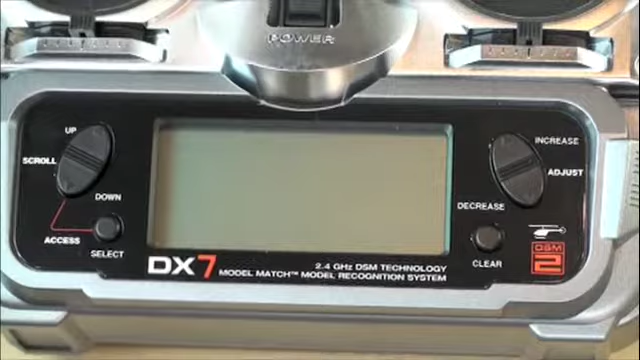 POWER
UP
SCROLL
DOWN
ACCESS
SELECT
INCREASE
ADJUST
DECREASE
CLEAR
DSM
2
DX7
2.4 GHz DSM TECHNOLOGY
MODEL MATCH™ MODEL RECOGNITION SYSTEM